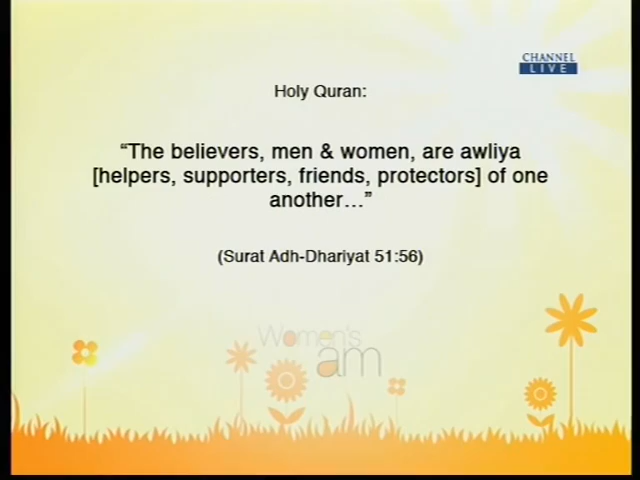 CHANNEL
LIVE
Holy Quran:
“The believers, men & women, are awliya
[helpers, supporters, friends, protectors] of one
another…”
(Surat Adh-Dhariyat 51:56)
Women's
am